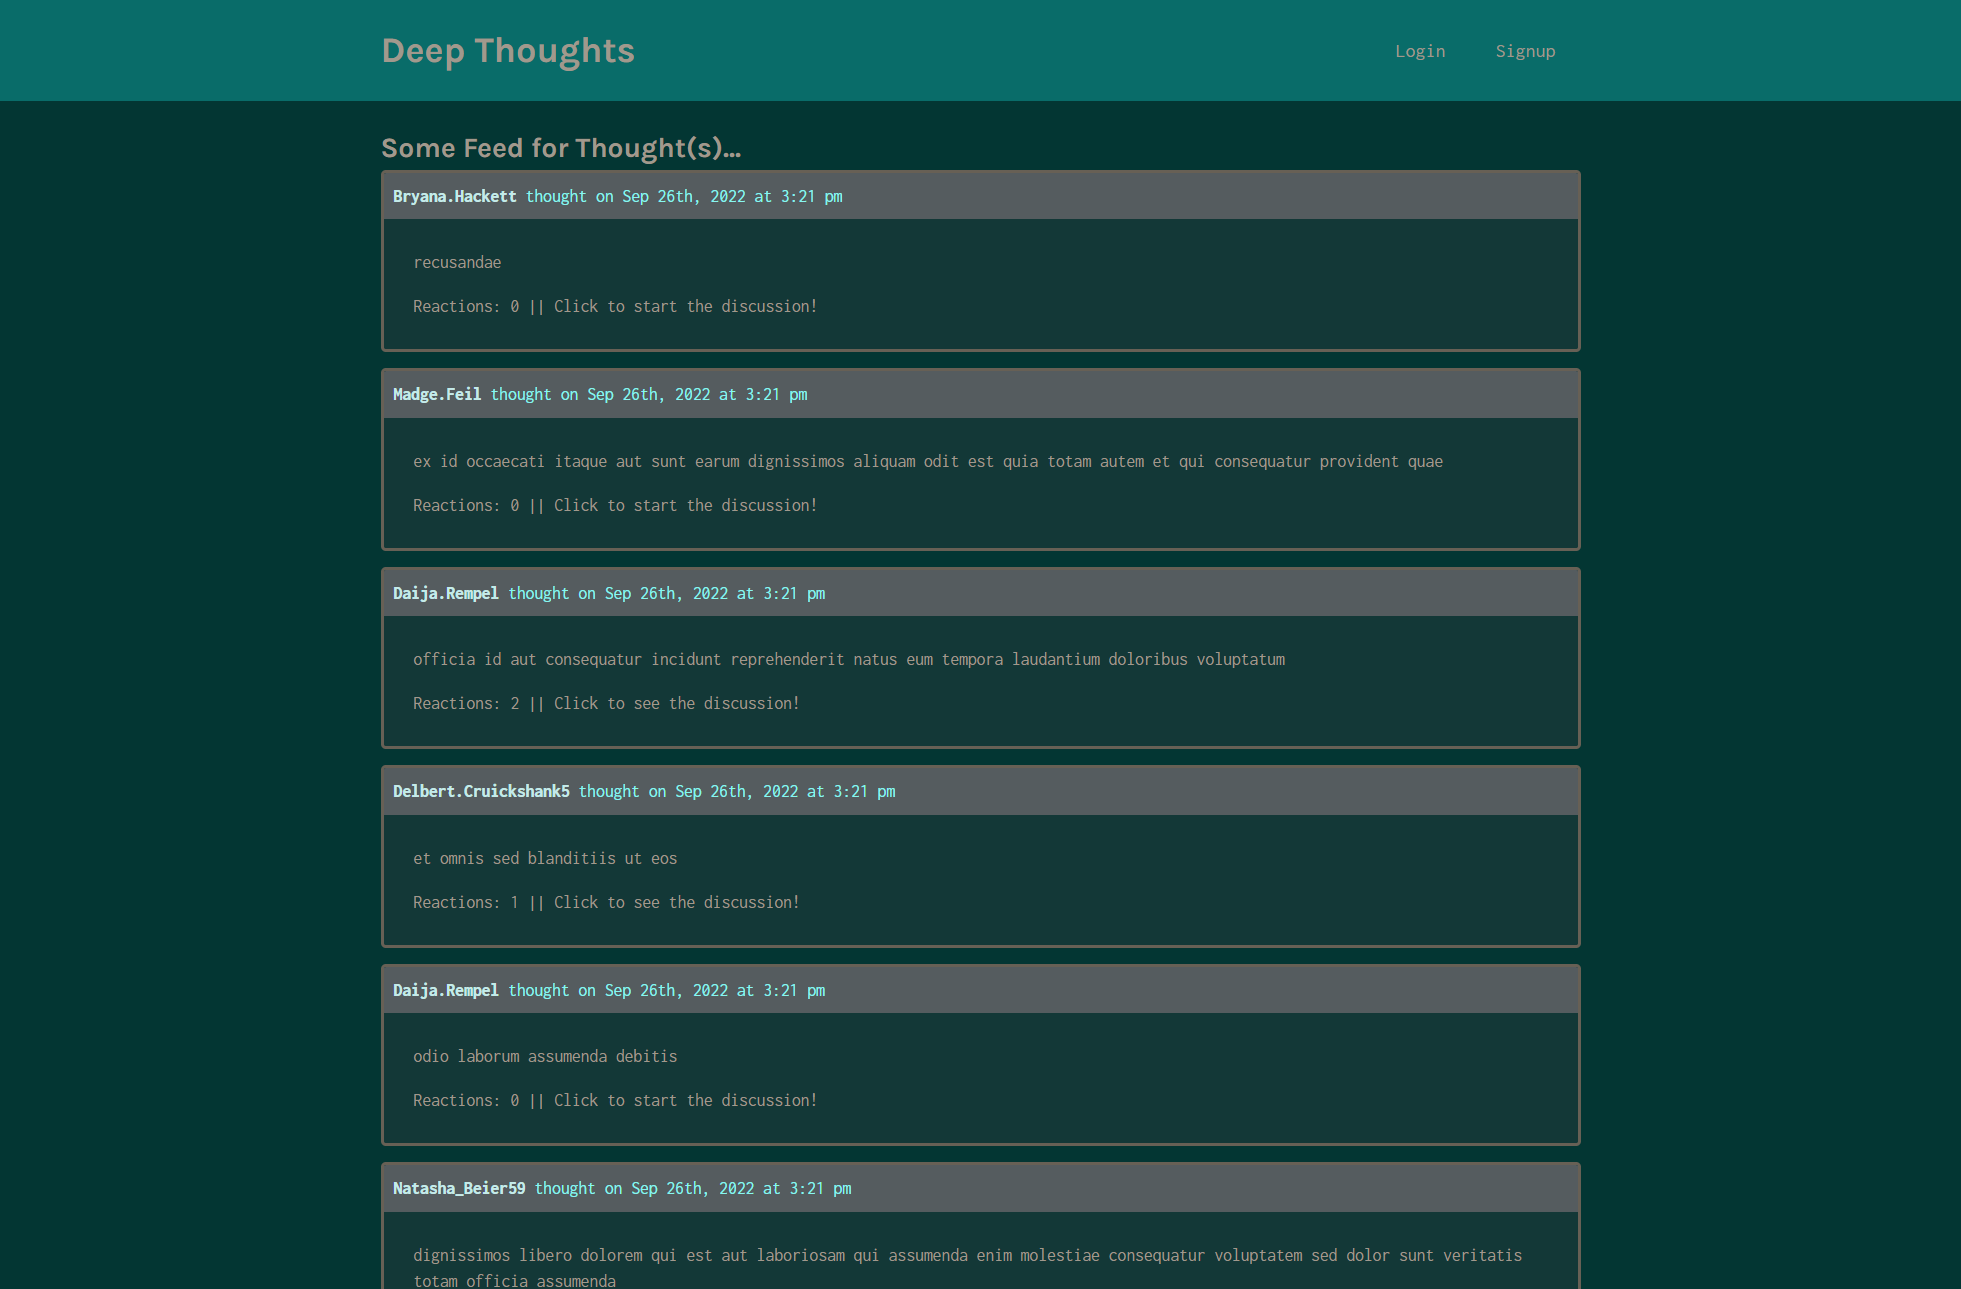 Deep Thoughts
Login
Signup
Some Feed for Thought(s)...
Bryana.Hackett thought on Sep 26th, 2022 at 3:21 pm
recusandae
Reactions: 0 || Click to start the discussion!
Madge.Feil thought on Sep 26th, 2022 at 3:21 pm
ex id occaecati itaque aut sunt earum dignissimos aliquam odit est quia totam autem et qui consequatur provident quae
Reactions: 0 || Click to start the discussion!
Daija.Rempel thought on Sep 26th, 2022 at 3:21 pm
officia id aut consequatur incidunt reprehenderit natus eum tempora laudantium doloribus voluptatum
Reactions: 2 || Click to see the discussion!
Delbert.Cruickshank5 thought on Sep 26th, 2022 at 3:21 pm
et omnis sed blanditiis ut eos
Reactions: 1 || Click to see the discussion!
Daija.Rempel thought on Sep 26th, 2022 at 3:21 pm
odio laborum assumenda debitis
Reactions: 0 || Click to start the discussion!
Natasha_Beier59 thought on Sep 26th, 2022 at 3:21 pm
dignissimos libero dolorem qui est aut laboriosam qui assumenda enim molestiae consequatur voluptatem sed dolor sunt veritatis
totam officia assumenda